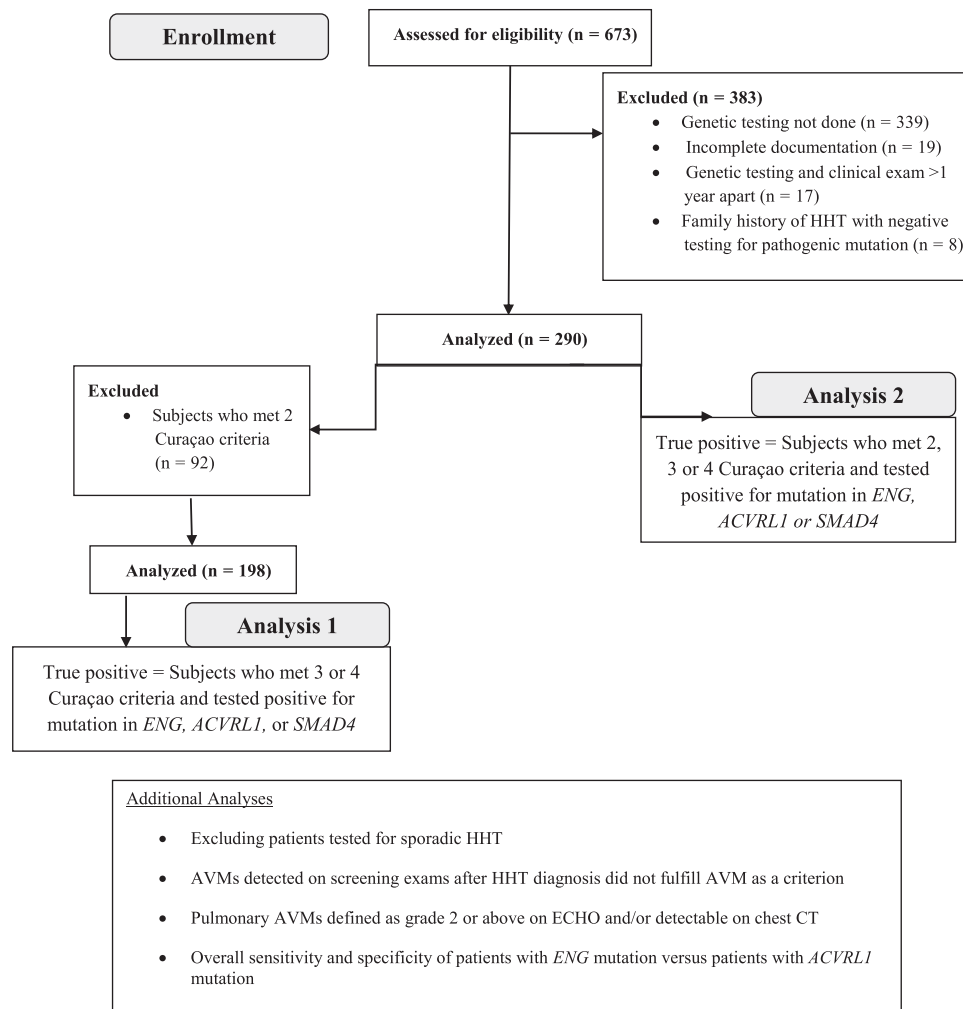 Enrollment
Assessed for eligibility (n = 673)
Excluded (n = 383)
• Genetic testing not done (n = 339)
• Incomplete documentation (n = 19)
• Genetic testing and clinical exam >1
year apart (n = 17)
• Family history of HHT with negative
testing for pathogenic mutation (n = 8)
Analyzed (n = 290)
Excluded
• Subjects who met 2
Curaçao criteria
(n = 92)
Analysis 2
True positive = Subjects who met 2,
3 or 4 Curaçao criteria and tested
positive for mutation in ENG,
ACVRL1 or SMAD4
Analyzed (n = 198)
Analysis 1
True positive = Subjects who met 3 or 4
Curaçao criteria and tested positive for
mutation in ENG, ACVRL1, or SMAD4
Additional Analyses
• Excluding patients tested for sporadic HHT
• AVMs detected on screening exams after HHT diagnosis did not fulfill AVM as a criterion
• Pulmonary AVMs defined as grade 2 or above on ECHO and/or detectable on chest CT
• Overall sensitivity and specificity of patients with ENG mutation versus patients with ACVRL1
mutation